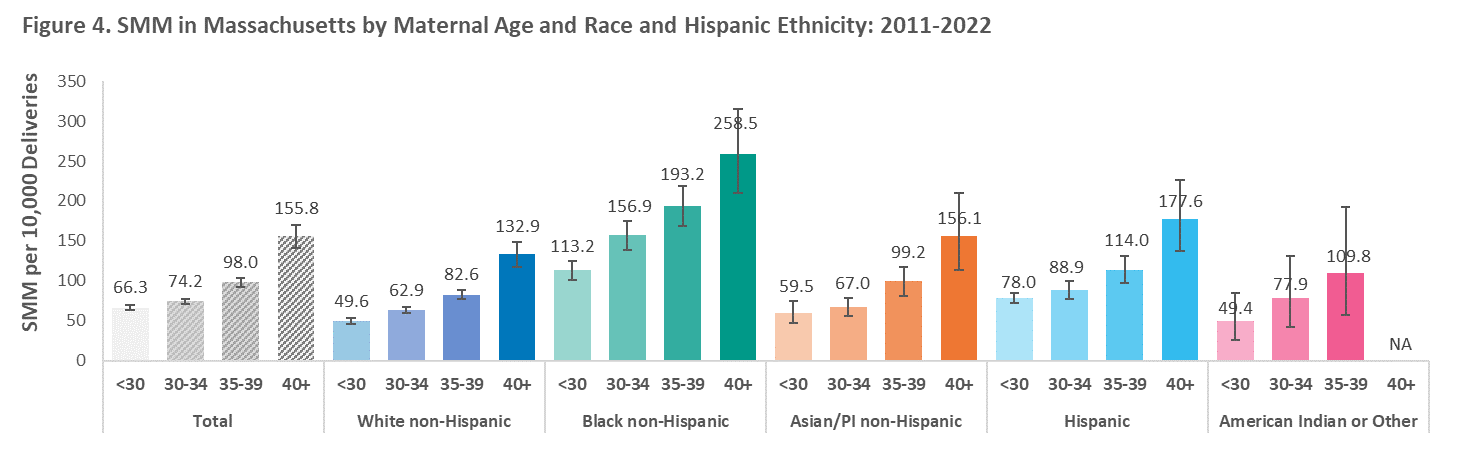 Figure 4. SMM in Massachusetts by Maternal Age and Race and Hispanic Ethnicity: 2011-2022
SMM per 10,000 Deliveries
350
300
250
200
150
100
50
0
66.3 74.2 98.0 155.8 49.6 62.9 82.6 132.9 113.2 156.9 193.2 258.5 59.5 67.0 99.2 156.1 78.0 88.9 114.0 177.6 49.4 77.9 109.8 NA
<30 30-34 35-39 40+ <30 30-34 35-39 40+ <30 30-34 35-39 40+ <30 30-34 35-39 40+ <30 30-34 35-39 40+ <30 30-34 35-39 40+
Total White non-Hispanic Black non-Hispanic Asian/PI non-Hispanic Hispanic American Indian or Other